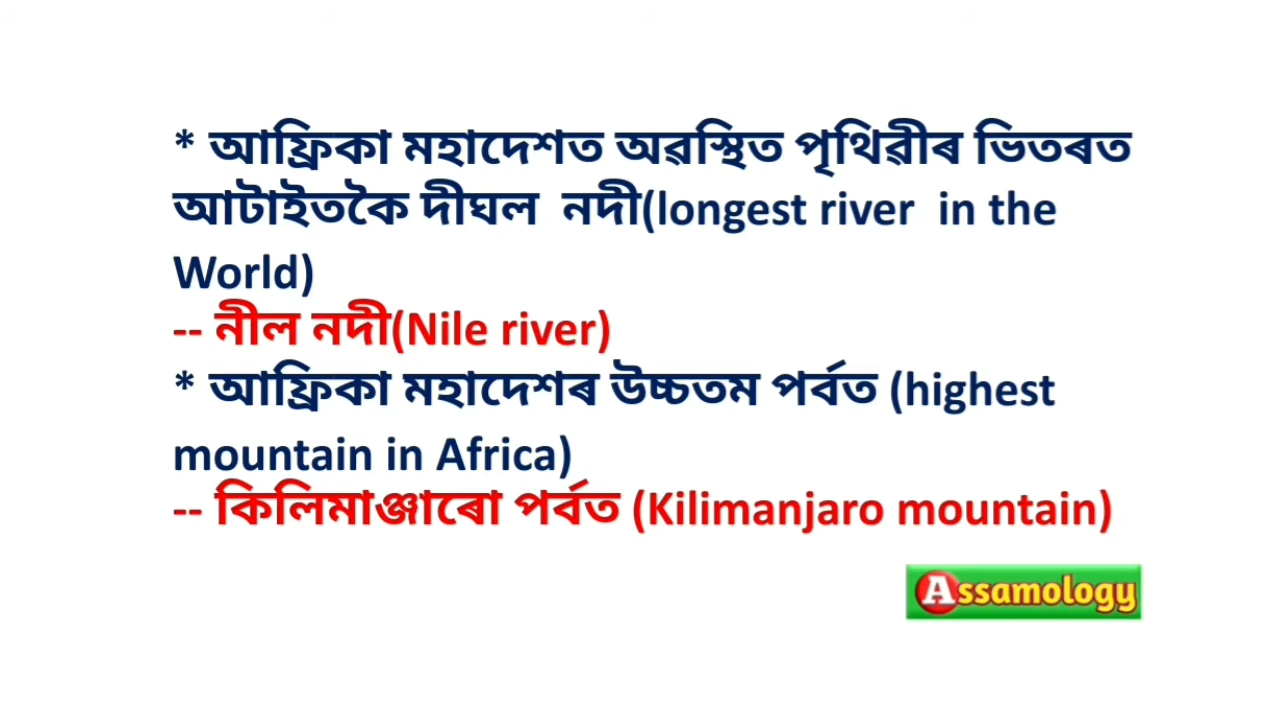 * আফ্ৰিকা মহাদেশত অৱস্থিত পৃথিৱীৰ ভিতৰত
আটাইতকৈ দীঘল নদী(longest river in the
World)
-- নীল নদী(Nile river)
* আফ্ৰিকা মহাদেশৰ উচ্চতম পৰ্বত (highest
mountain in Africa)
-- কিলিমাঞ্জাৰো পৰ্বত (Kilimanjaro mountain)
Assamology